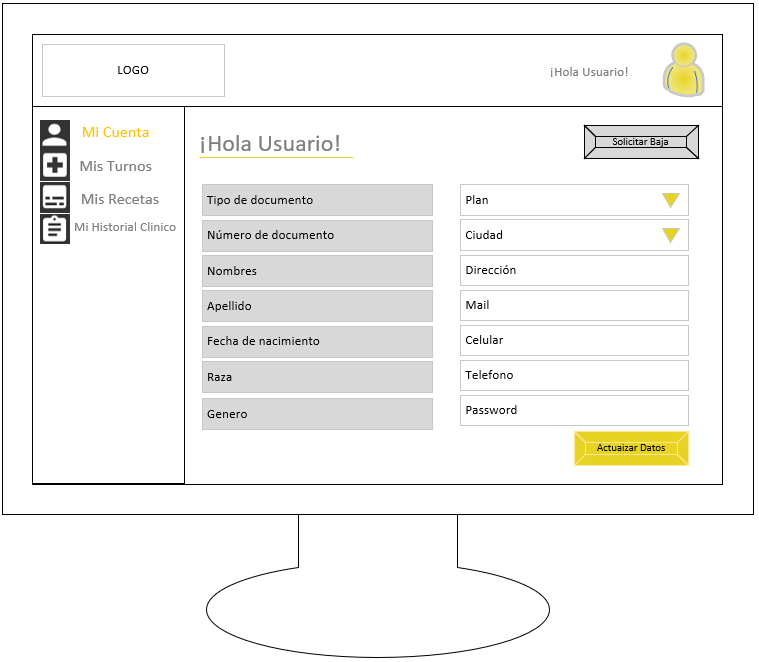 LOGO
¡Hola Usuario!
Mi Cuenta
Mis Turnos
Mis Recetas
Mi Historial Clinico
¡Hola Usuario!
Solicitar Baja
Tipo de documento
Número de documento
Nombres
Apellido
Fecha de nacimiento
Raza
Genero
Plan
Ciudad
Dirección
Mail
Celular
Telefono
Password
Actuaizar Datos